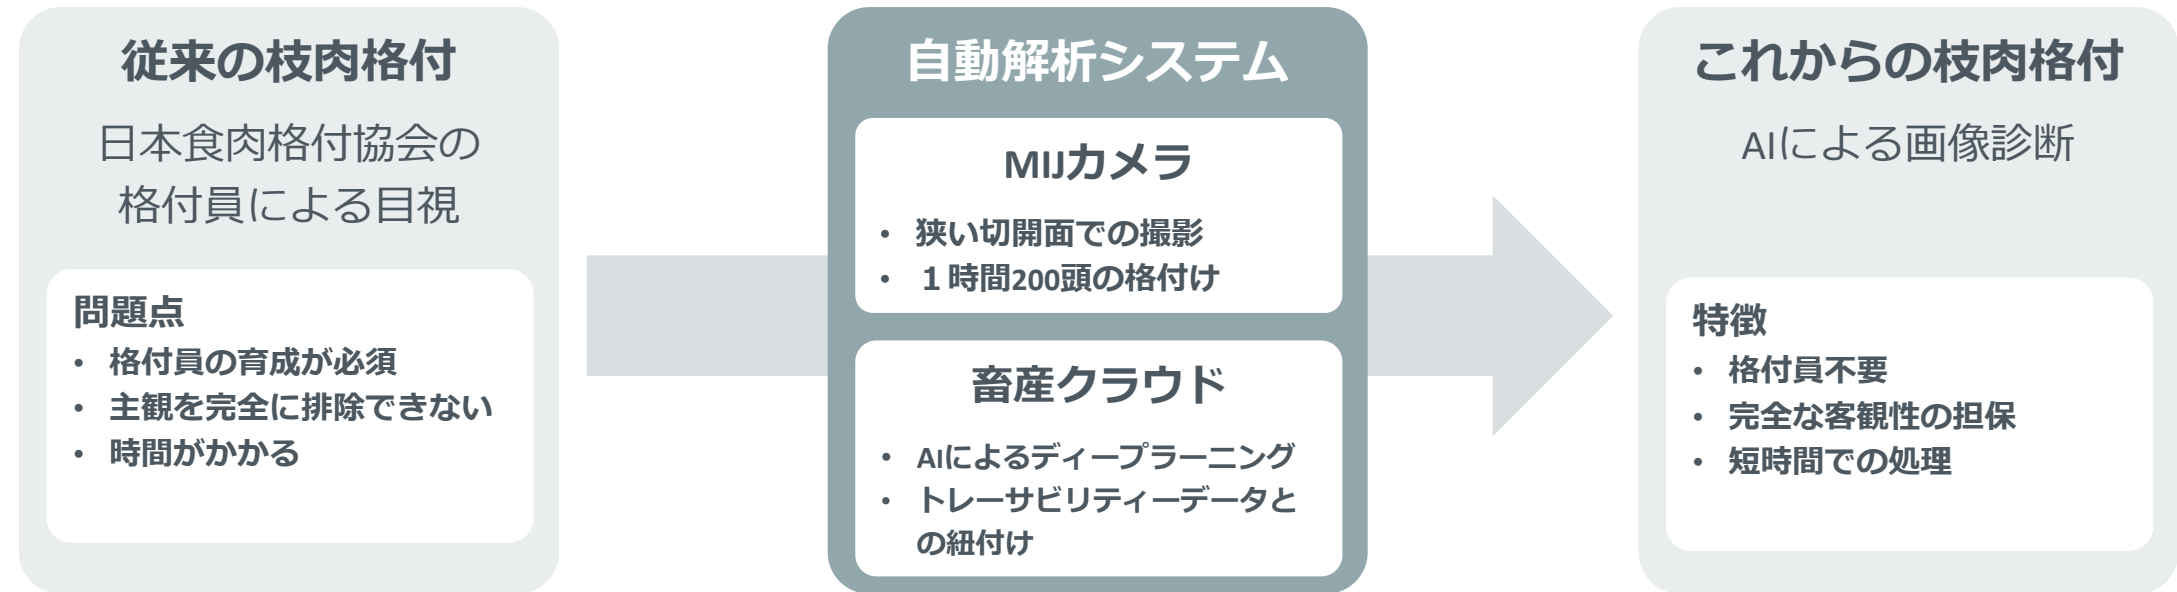 従来の枝肉格付
日本食肉格付協会の
格付員による目視
問題点
• 格付員の育成が必須
• 主観を完全に排除できない
• 時間がかかる
自動解析システム
MIJカメラ
• 狭い切開面での撮影
• １時間200頭の格付け
畜産クラウド
• AIによるディープラーニング
• トレーサビリティーデータと
の紐付け
これからの枝肉格付
AIによる画像診断
特徴
• 格付員不要
• 完全な客観性の担保
• 短時間での処理